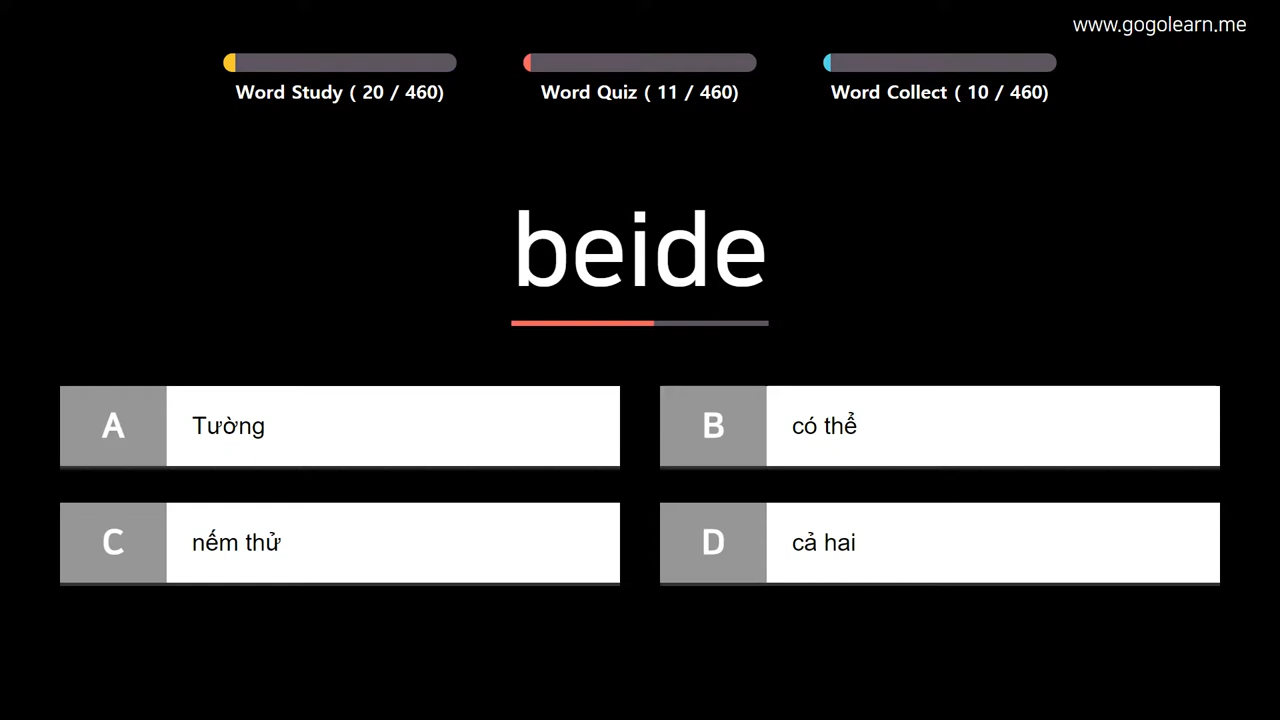 www.gogolearn.me
Word Study ( 20 / 460)
Word Quiz ( 11 / 460)
Word Collect ( 10 / 460)
beide
A Tường
B có thể
C nếm thử
D cả hai